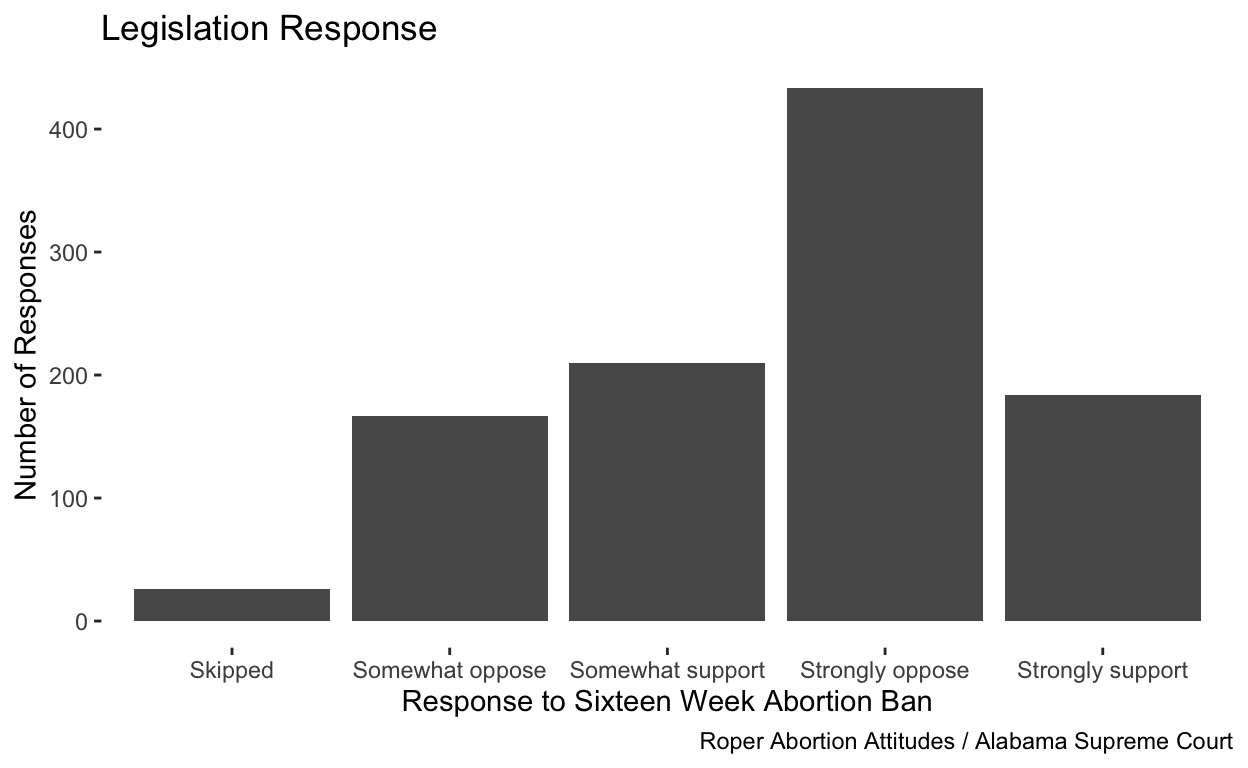 Legislation Response
Number of Responses
400
300
200
100
0
Skipped
Somewhat oppose
Somewhat support
Strongly oppose
Strongly support
Response to Sixteen Week Abortion Ban
Roper Abortion Attitudes / Alabama Supreme Court